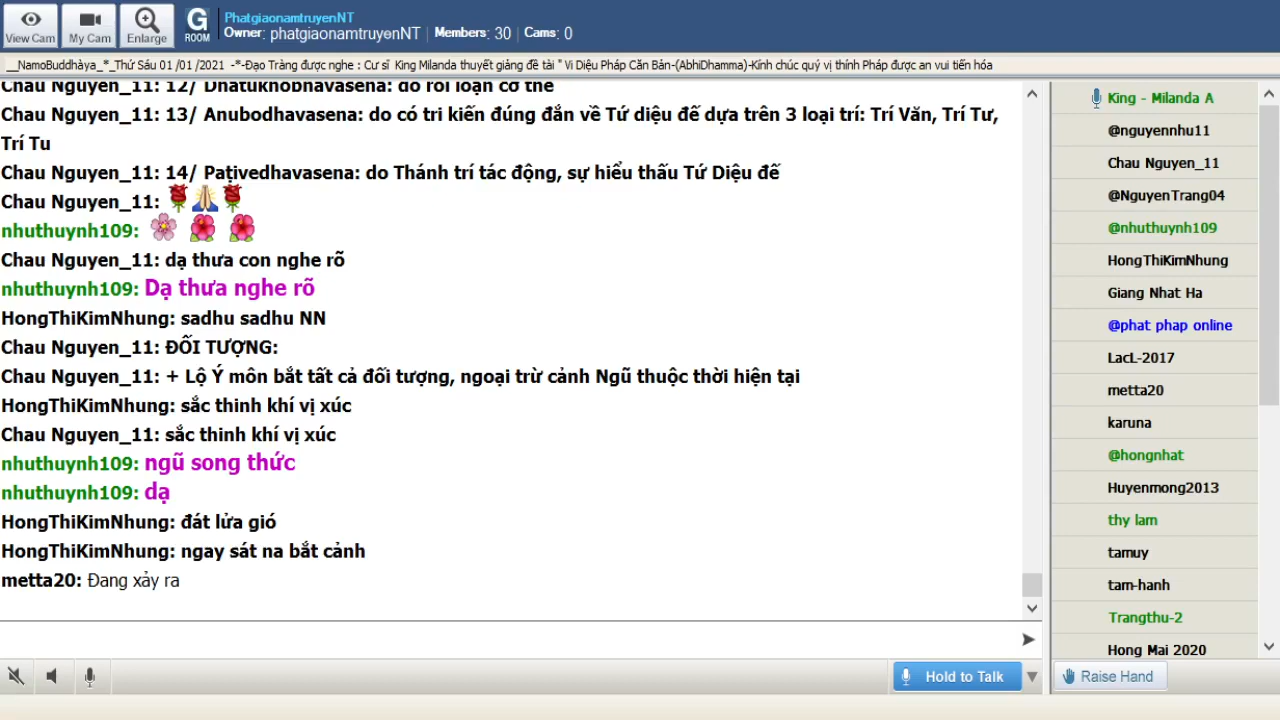 View Cam
My Cam
Enlarge
G
ROOM
PhatgiaonamtruyenNT
Owner: phatgiaonamtruyenNT | Members: 30 | Cams: 0
__NamoBuddhàya_*_Thứ Sáu 01 /01 /2021 -*-Đạo Tràng được nghe : Cư sĩ King Milanda thuyết giảng đề tài " Vi Diệu Pháp Căn Bản-(AbhiDhamma)-Kính chúc quý vị thính Pháp được an vui tiến hóa
Chau Nguyen_11: 12/ Dhatukhobhavasena: do rối loạn cơ thể
Chau Nguyen_11: 13/ Anubodhavasena: do có tri kiến đúng đắn về Tứ diệu đế dựa trên 3 loại trí: Trí Văn, Trí Tư,
Trí Tu
Chau Nguyen_11: 14/ Paṭivedhavasena: do Thánh trí tác động, sự hiểu thấu Tứ Diệu đế
Chau Nguyen_11:
nhuthuynh109:
Chau Nguyen_11: dạ thưa con nghe rõ
nhuthuynh109: Dạ thưa nghe rõ
HongThiKimNhung: sadhu sadhu NN
Chau Nguyen_11: ĐỐI TƯỢNG:
Chau Nguyen_11: + Lộ Ý môn bắt tất cả đối tượng, ngoại trừ cảnh Ngũ thuộc thời hiện tại
HongThiKimNhung: sắc thinh khí vị xúc
Chau Nguyen_11: sắc thinh khí vị xúc
nhuthuynh109: ngũ song thức
nhuthuynh109: dạ
HongThiKimNhung: đát lửa gió
HongThiKimNhung: ngay sát na bắt cảnh
metta20: Đang xảy ra
Hold to Talk
King - Milanda A
@nguyennhu11
Chau Nguyen_11
@NguyenTrang04
@nhuthuynh109
HongThiKimNhung
Giang Nhat Ha
@phat phap online
LacL-2017
metta20
karuna
@hongnhat
Huyenmong2013
thy lam
tamuy
tam-hanh
Trangthu-2
Hong Mai 2020
Raise Hand